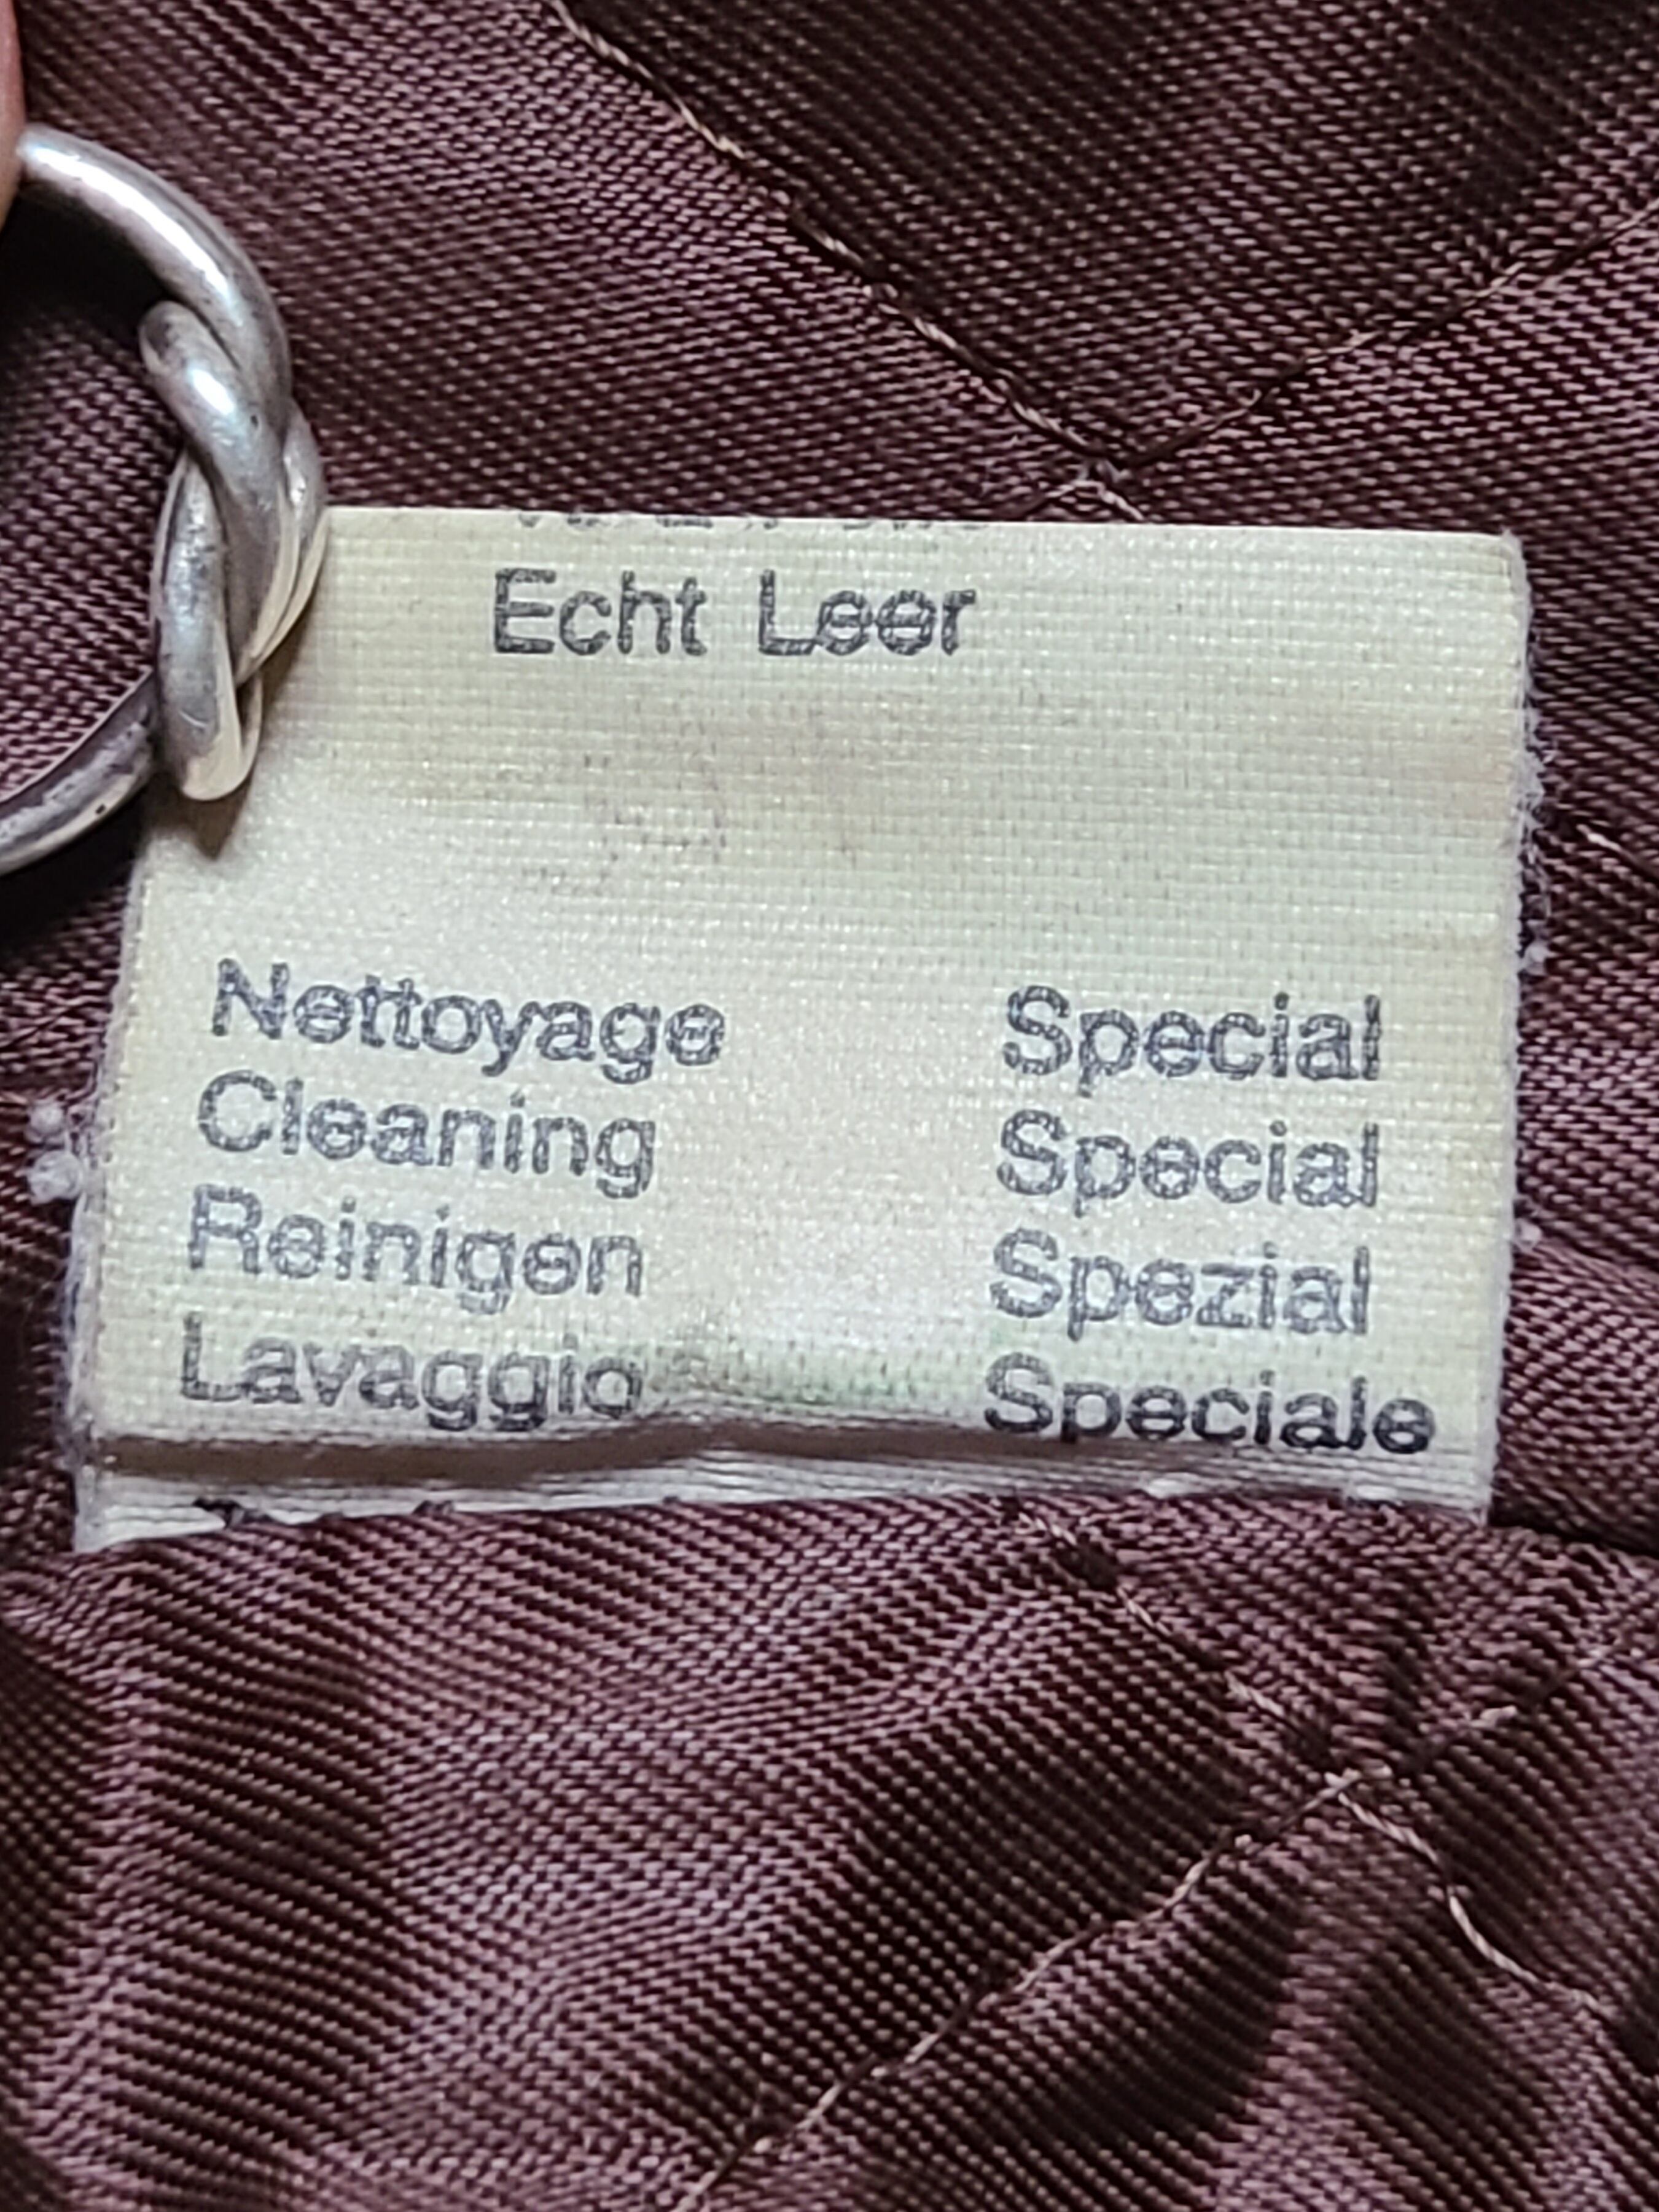 Echt Leer
Nettoyage Special
Cleaning Special
Reinigen Spezial
Lavaggio Speciale